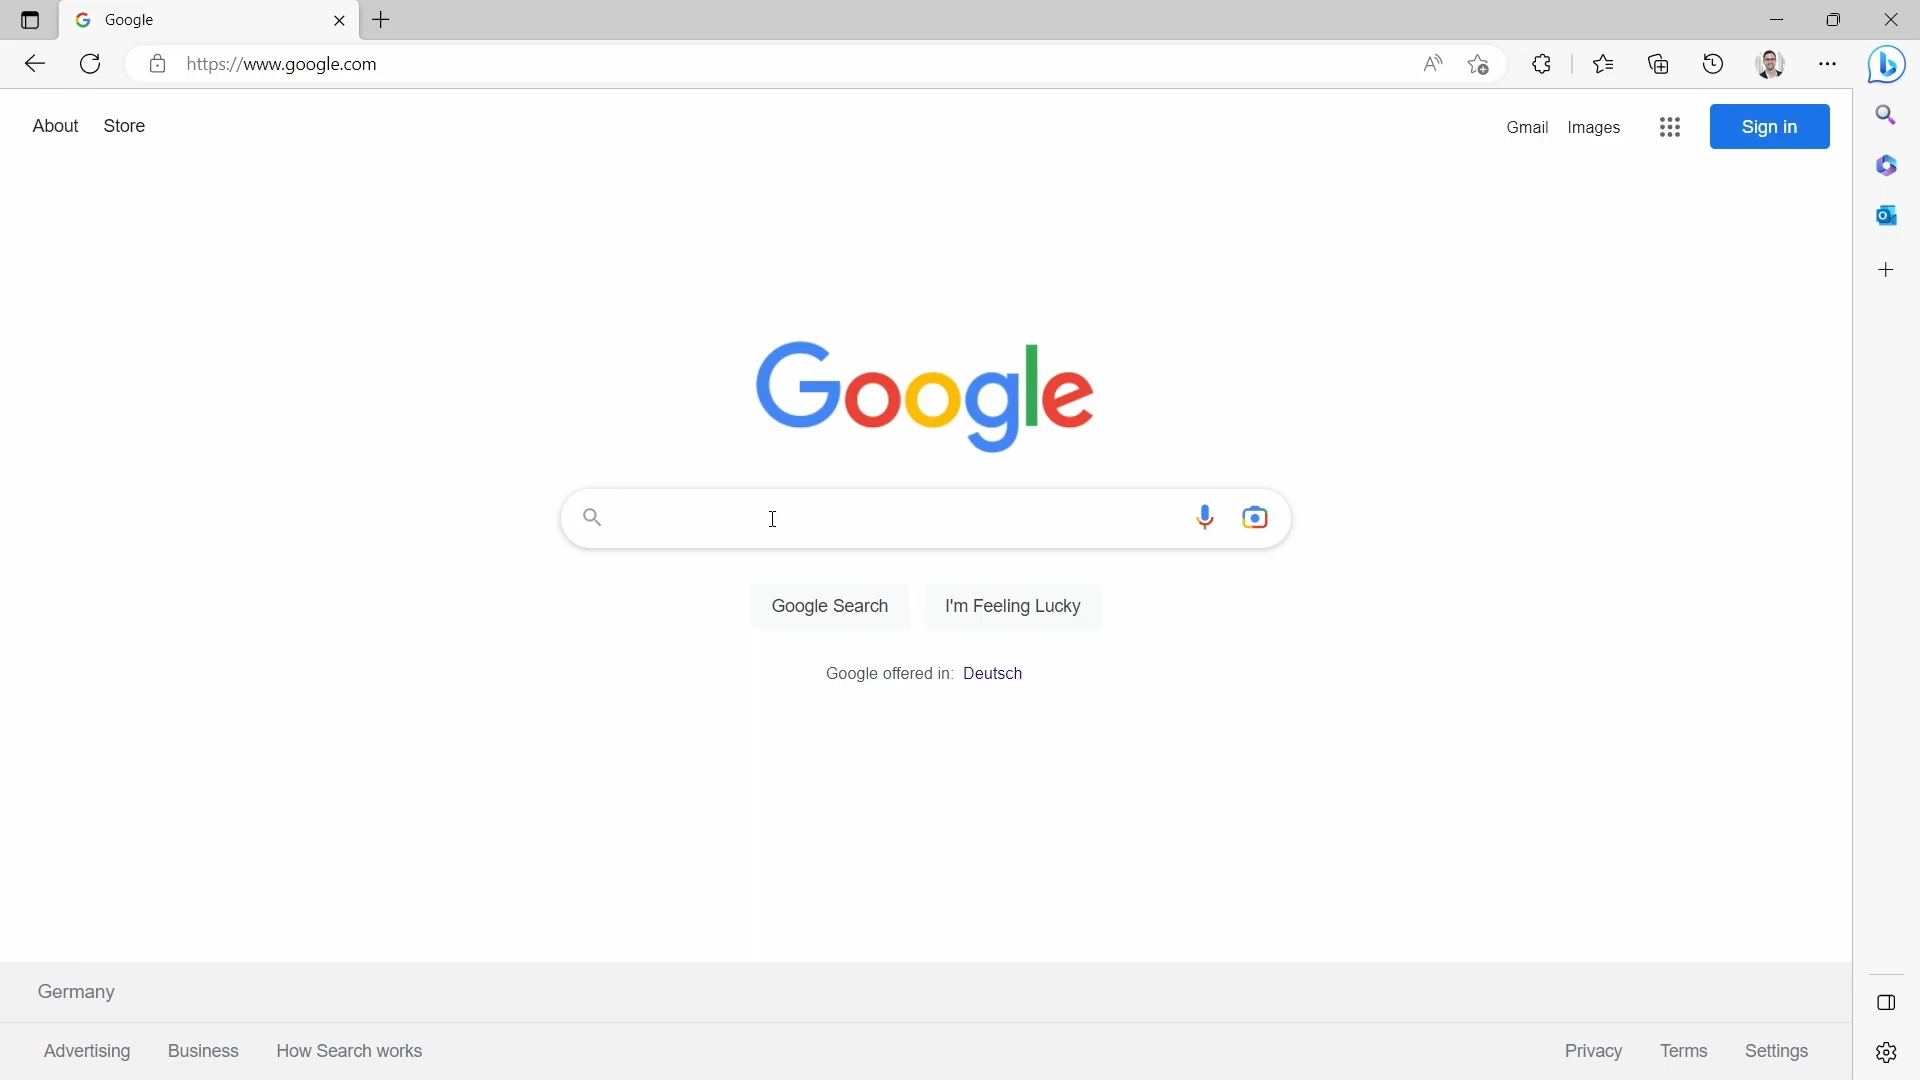 Google
https://www.google.com
About Store
Gmail Images Sign in
Google
Google Search I'm Feeling Lucky
Google offered in: Deutsch
Germany
Advertising Business How Search works Privacy Terms Settings